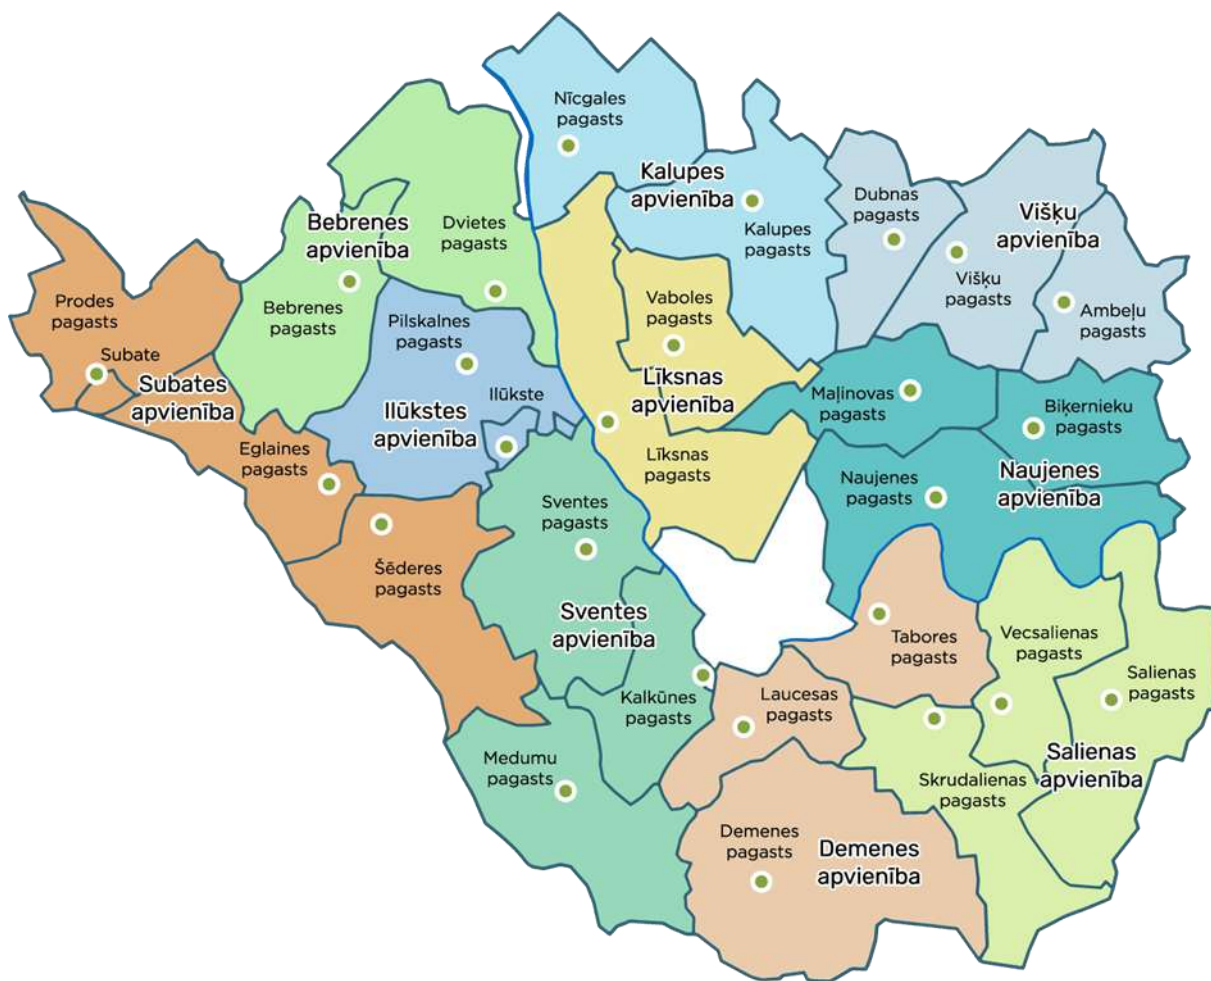 Nīcgales
pagasts
Kalupes
apvienība
Kalupes
pagasts
Dubnas
pagasts
Višķu
apvienība
Višķu
pagasts
Ambeļu
pagasts
Bebrenes
apvienība
Dvietes
pagasts
Bebrenes
pagasts
Prodes
pagasts
Subate
Subates
apvienība
Pilskalnes
pagasts
Ilūkste
Ilūkstes
apvienība
Vaboles
pagasts
Līksnas
apvienība
Līksnas
pagasts
Maļinovas
pagasts
Biķernieku
pagasts
Naujenes
pagasts
Naujenes
apvienība
Eglaines
pagasts
Šēderes
pagasts
Sventes
pagasts
Sventes
apvienība
Kalkūnes
pagasts
Medumu
pagasts
Tabores
pagasts
Laucesas
pagasts
Demenes
pagasts
Demenes
apvienība
Vecsalienas
pagasts
Salienas
pagasts
Salienas
apvienība
Skrudalienas
pagasts